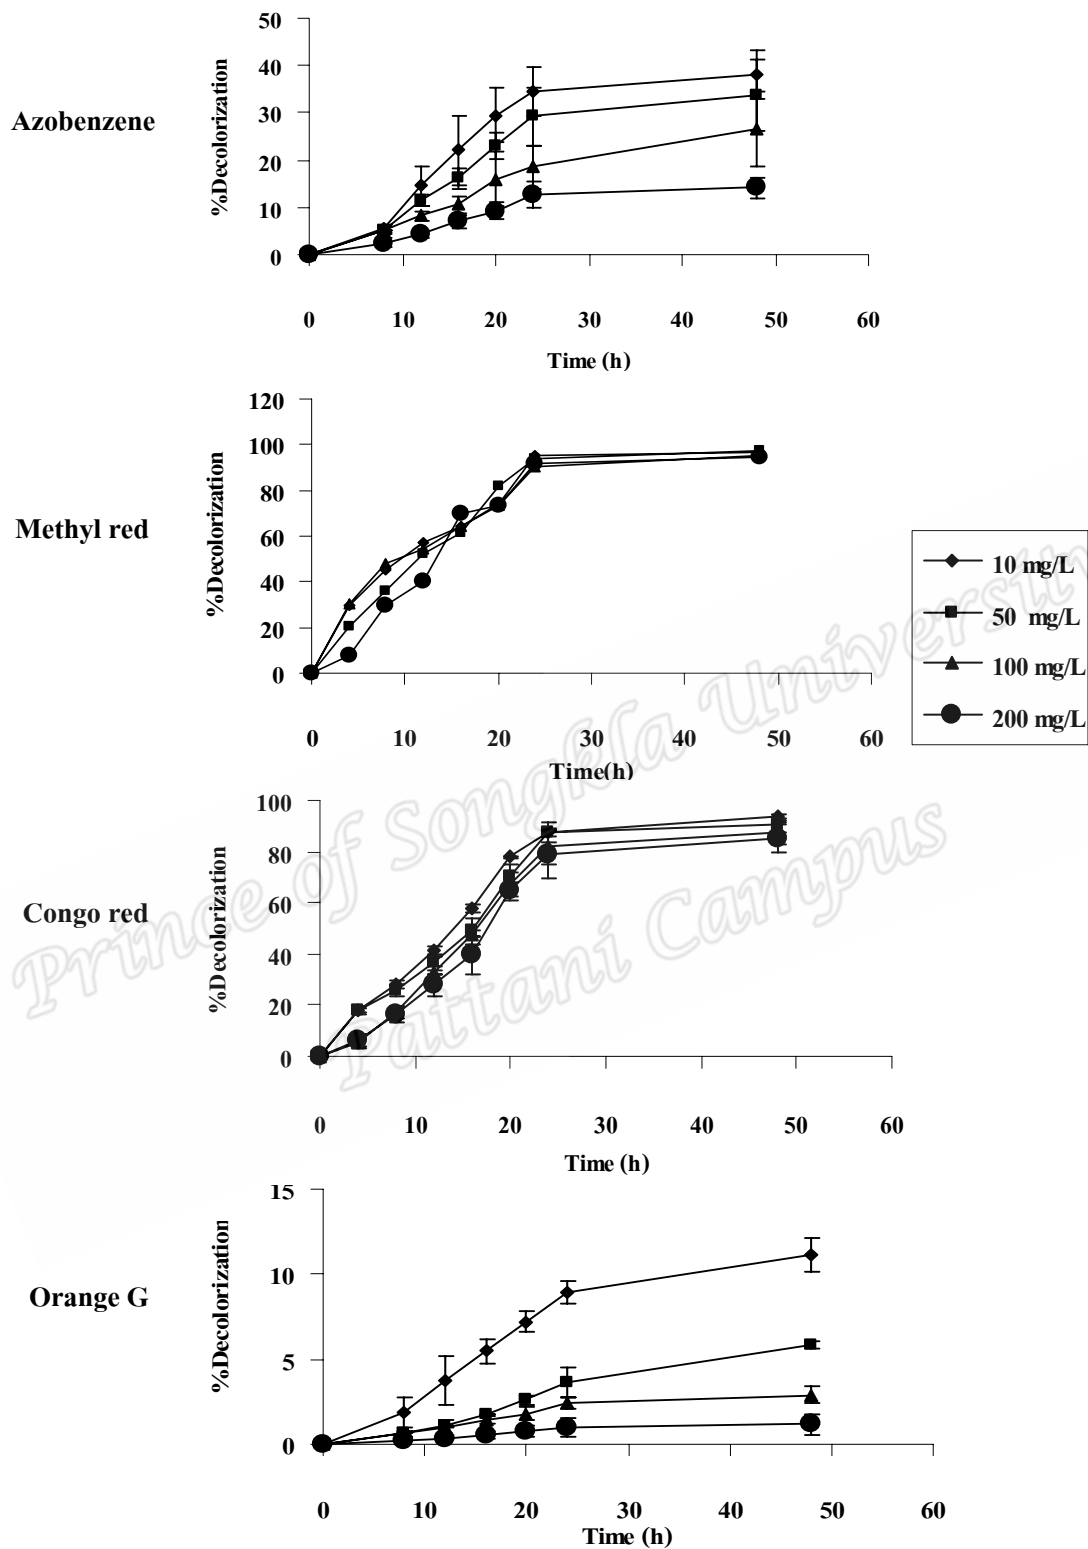 Azobenzene
%Decolorization
50
40
30
20
10
0
0 10 20 30 40 50 60
Time (h)
Methyl red
%Decolorization
120
100
80
60
40
20
0
0 10 20 30 40 50 60
Time(h)
10 mg/L
50 mg/L
100 mg/L
200 mg/L
Congo red
%Decolorization
100
80
60
40
20
0
0 10 20 30 40 50 60
Time (h)
Orange G
%Decolorization
15
10
5
0
0 10 20 30 40 50 60
Time (h)
Prince of Songkla University
Pattani Campus